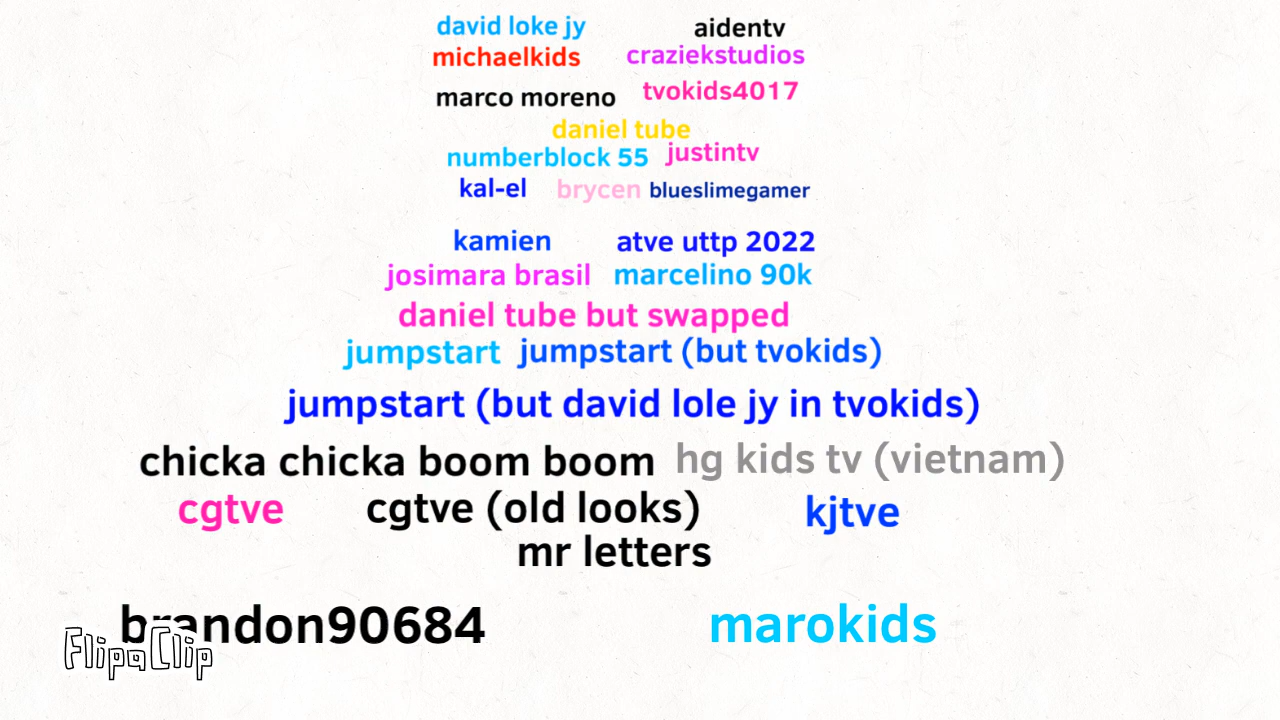 david loke jy aidentv
michaelkids craziekstudios
marco moreno tvokids4017
daniel tube
numberblock 55 justintv
kal-el brycen blueslimegamer
kamien atve uttp 2022
josimara brasil marcelino 90k
daniel tube but swapped
jumpstart jumpstart (but tvokids)
jumpstart (but david lole jy in tvokids)
chicka chicka boom boom hg kids tv (vietnam)
cgtve cgtve (old looks) kjtve
mr letters
brandon90684 marokids
FlipaClip